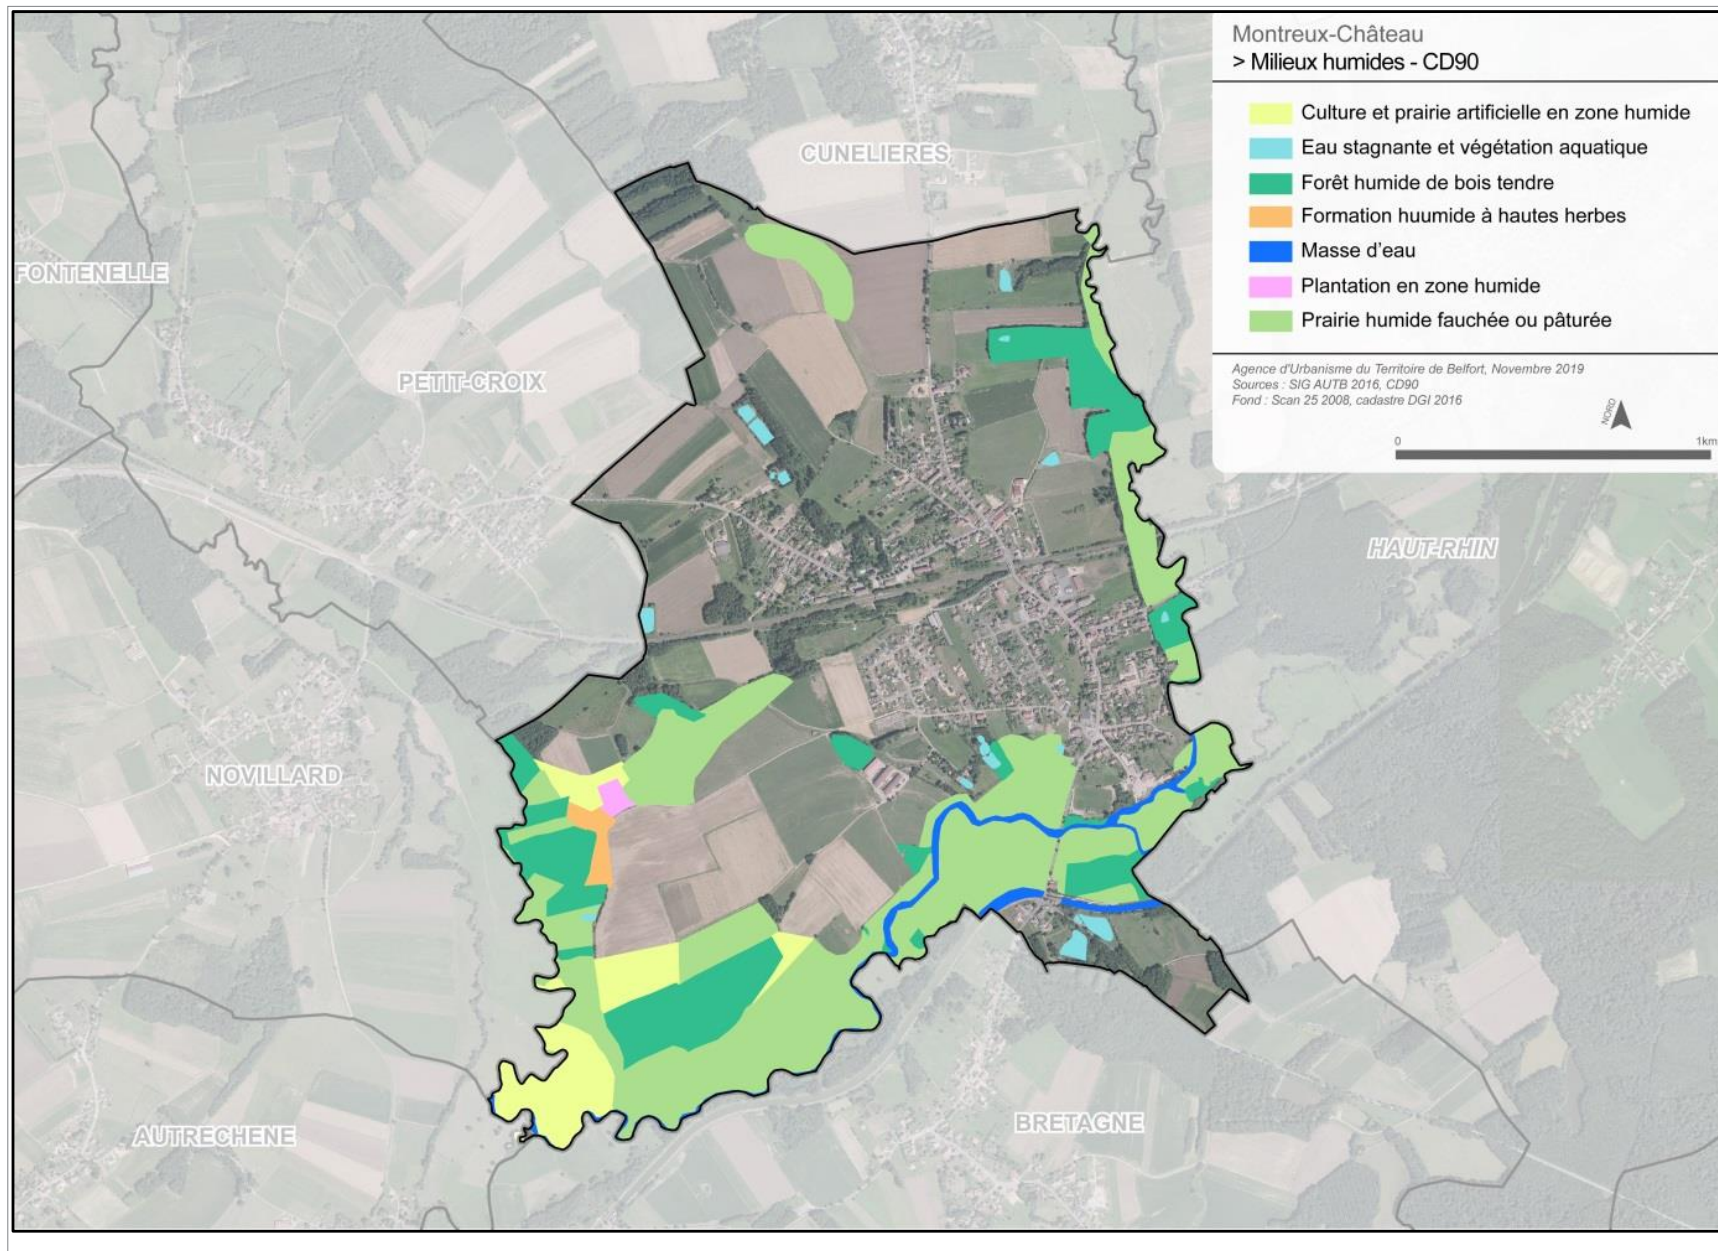 Montreux-Château
> Milieux humides - CD90
Culture et prairie artificielle en zone humide
Eau stagnante et végétation aquatique
Forêt humide de bois tendre
Formation huumide à hautes herbes
Masse d'eau
Plantation en zone humide
Prairie humide fauchée ou pâturée
Agence d'Urbanisme du Territoire de Belfort, Novembre 2019
Sources : SIG AUTB 2016, CD90
Fond : Scan 25 2008, cadastre DGI 2016
NORD
0 1km
CUNELIERES
FONTENELLE
PETIT-CROIX
HAUT-RHIN
NOVILLARD
AUTRECHENE
BRETAGNE